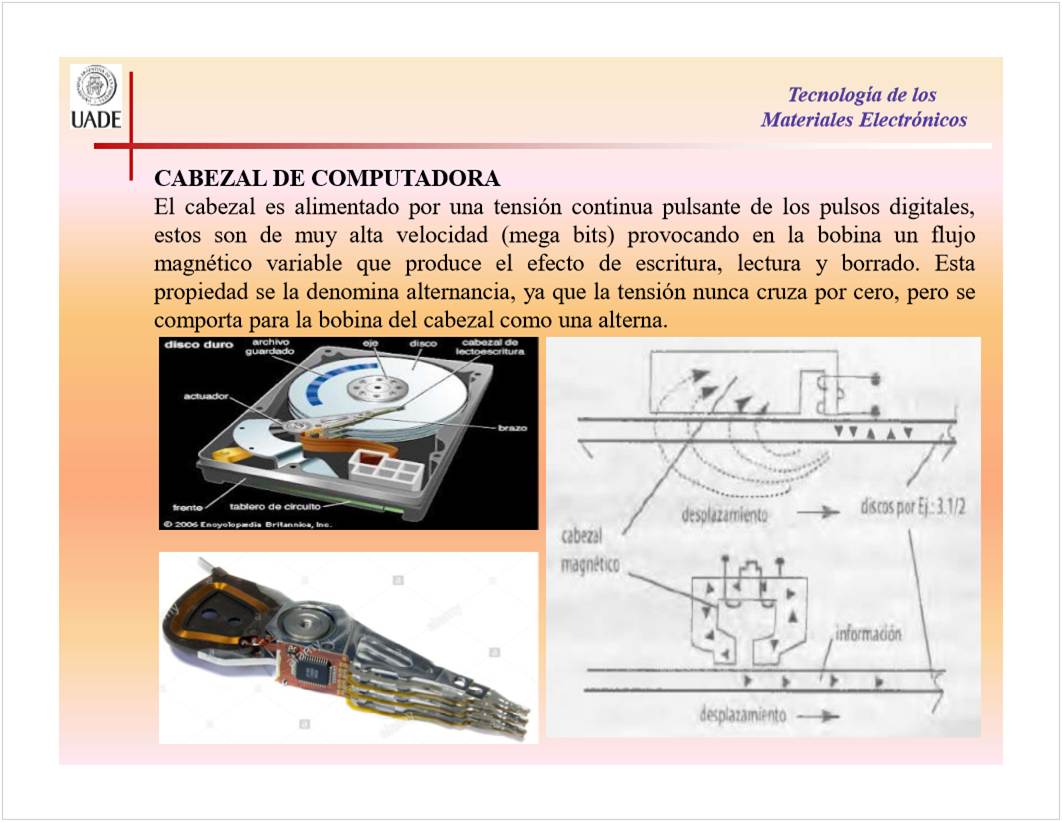 UADE
Tecnología de los
Materiales Electrónicos
CABEZAL DE COMPUTADORA
El cabezal es alimentado por una tensión continua pulsante de los pulsos digitales,
estos son de muy alta velocidad (mega bits) provocando en la bobina un flujo
magnético variable que produce el efecto de escritura, lectura y borrado. Esta
propiedad se la denomina alternancia, ya que la tensión nunca cruza por cero, pero se
comporta para la bobina del cabezal como una alterna.
disco duro
archivo
guardado
eje
disco
cabezal de
lectoescritura
actuador
brazo
frente
tablero de circuito
© 2006 Encyclopædia Britannica, Inc.
desplazamiento
discos por Ej.: 3.1/2
cabezal
magnético
información
desplazamiento